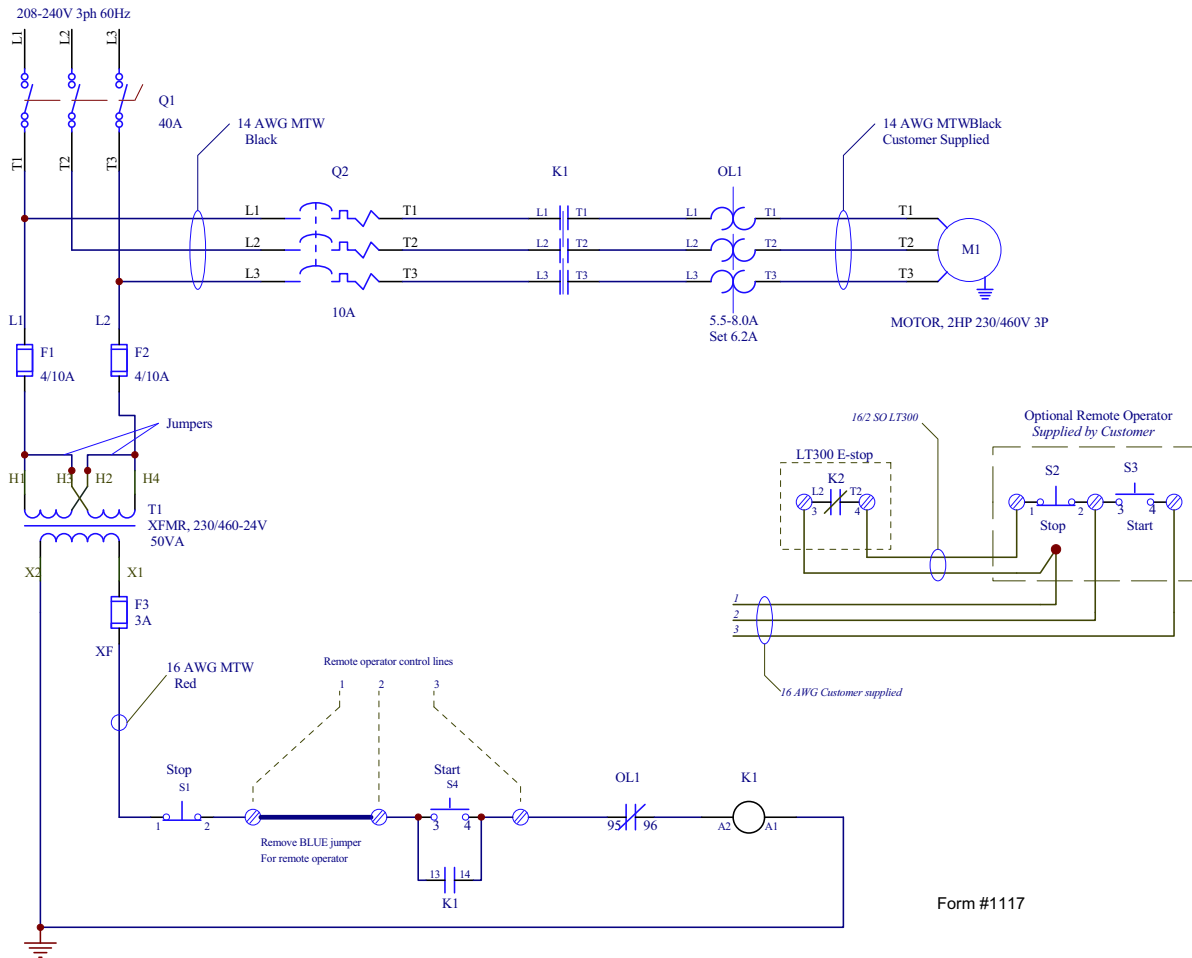 208-240V 3ph 60Hz
L1
L2
L3
Q1
40A
T1
T2
T3
14 AWG MTW
Black
14 AWG MTWBlack
Customer Supplied
Q2
K1
OL1
L1
T1
L1
T1
L1
T1
T1
L2
T2
L2
T2
L2
T2
T2
L3
T3
L3
T3
L3
T3
T3
M1
10A
5.5-8.0A
Set 6.2A
MOTOR, 2HP 230/460V 3P
L1
L2
F1
4/10A
F2
4/10A
Jumpers
H1
H3
H2
H4
T1
XFMR, 230/460-24V
50VA
X2
X1
F3
3A
XF
16 AWG MTW
Red
16/2 SO LT300
Optional Remote Operator
Supplied by Customer
LT300 E-stop
K2
L2
T2
3
4
S2
S3
1
2
3
4
Stop
Start
1
2
3
16 AWG Customer supplied
Remote operator control lines
1
2
3
Stop
S1
1
2
Remove BLUE jumper
For remote operator
Start
S4
3
4
13
14
K1
OL1
95
96
K1
A2
A1
Form #1117